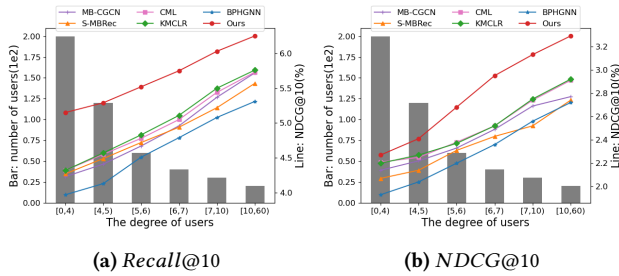 MB-CGCN CML BPHGNN
S-MBRec KMCLR Ours
Bar: number of users(1e2)
2.00
1.75
1.50
1.25
1.00
0.75
0.50
0.25
0.00
6.0
5.5
5.0
4.5
4.0
Line: NDCG@10(%)
[0,4) [4,5) [5,6) [6,7) [7,10) [10,60)
The degree of users
(a) Recall@10
MB-CGCN CML BPHGNN
S-MBRec KMCLR Ours
Bar: number of users(1e2)
2.00
1.75
1.50
1.25
1.00
0.75
0.50
0.25
0.00
3.2
3.0
2.8
2.6
2.4
2.2
2.0
Line: NDCG@10(%)
[0,4) [4,5) [5,6) [6,7) [7,10) [10,60)
The degree of users
(b) NDCG@10